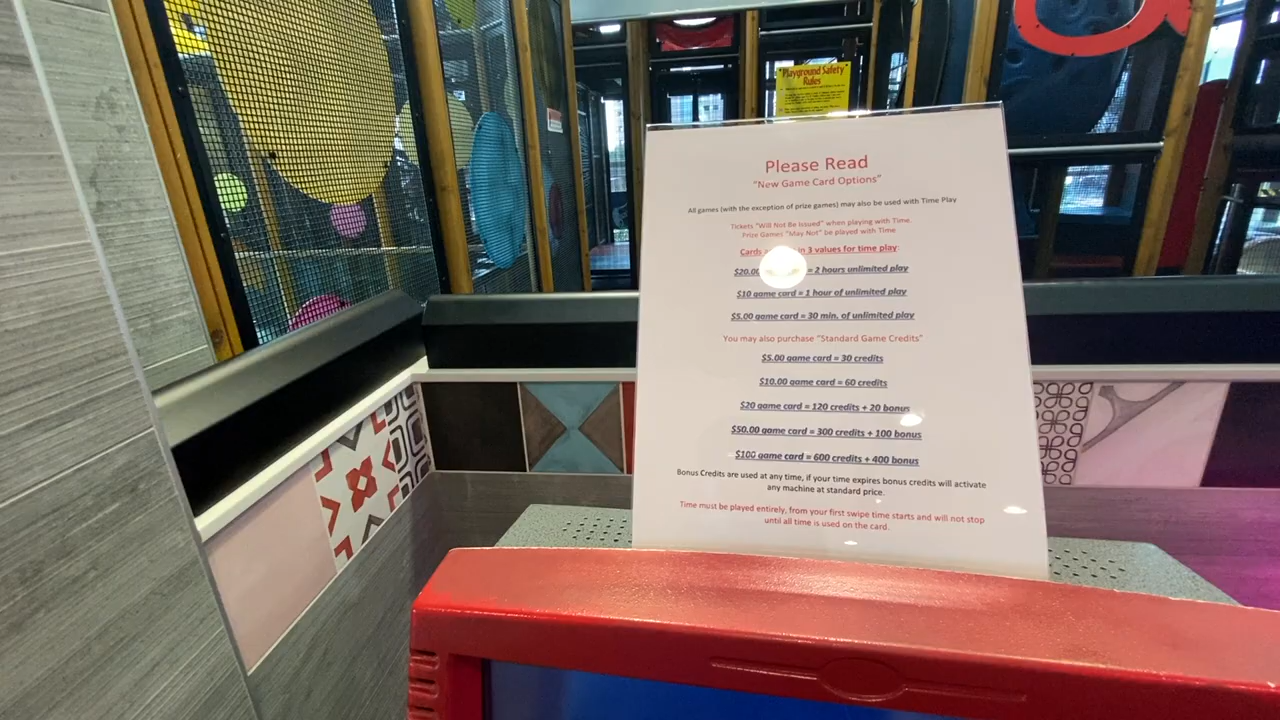 Playground Safety
Rules
Please Read
"New Game Card Options"
All games (with the exception of prize games) may also be used with Time Play
Tickets "Will Not Be Issued" when playing with Time.
Prize Games "May Not" be played with Time
Cards in 3 values for time play:
$20.00 = 2 hours unlimited play
$10 game card = 1 hour of unlimited play
$5.00 game card = 30 min. of unlimited play
You may also purchase "Standard Game Credits"
$5.00 game card = 30 credits
$10.00 game card = 60 credits
$20 game card = 120 credits + 20 bonus
$50.00 game card = 300 credits + 100 bonus
$100 game card = 600 credits + 400 bonus
Bonus Credits are used at any time, if your time expires bonus credits will activate
any machine at standard price.
Time must be played entirely, from your first swipe time starts and will not stop
until all time is used on the card.